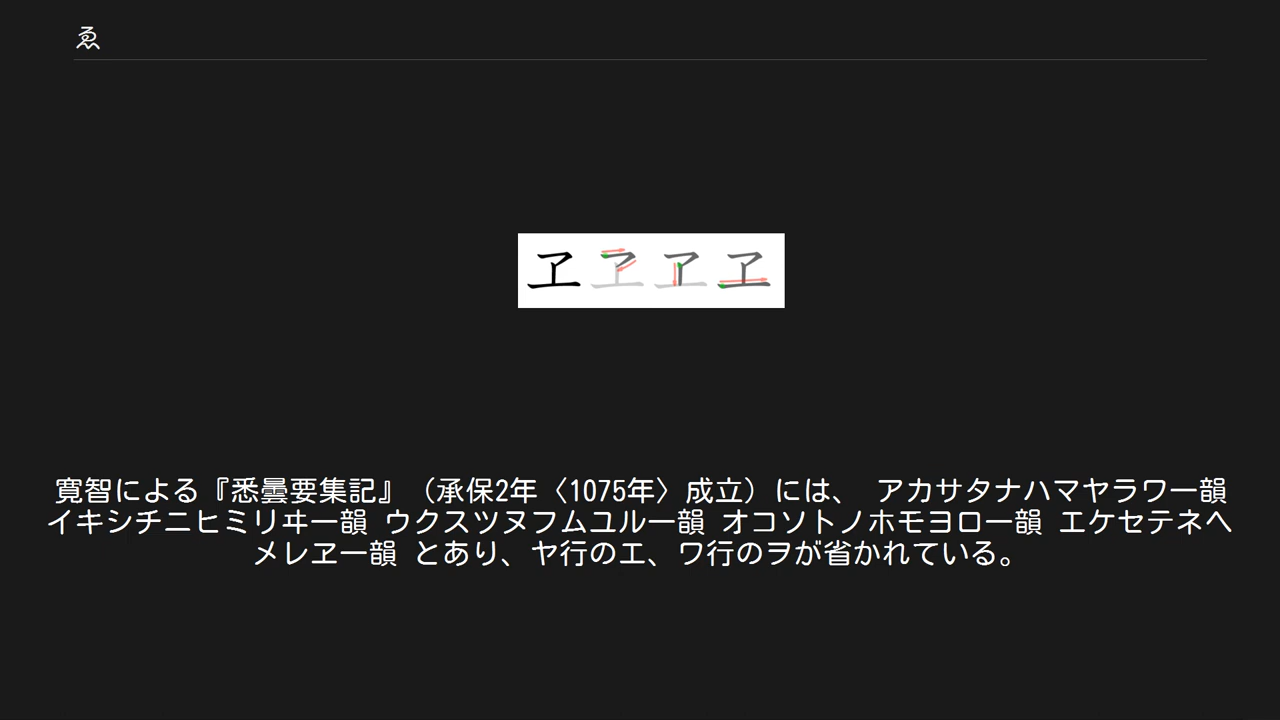 ゑ
ヱ ヱ ヱ ヱ
寛智による『悉曇要集記』（承保2年〈1075年〉成立）には、 アカサタナハマヤラワ一韻
イキシチニヒミリヰ一韻 ウクスツヌフムユル一韻 オコソトノホモヨロ一韻 エケセテネヘ
メレヱ一韻 とあり、ヤ行のエ、ワ行のヲが省かれている。